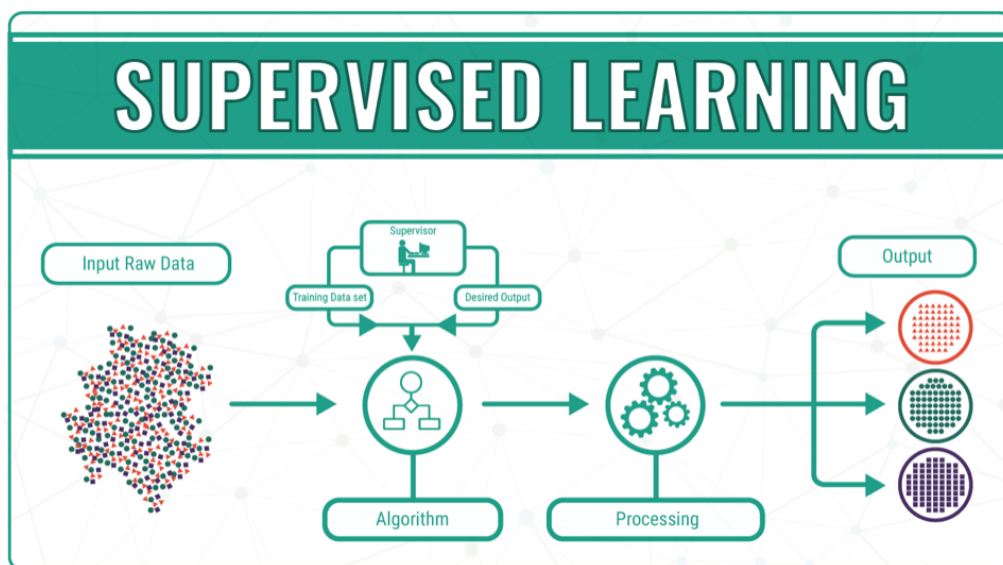 SUPERVISED LEARNING
Supervisor
Input Raw Data
Output
Training Data set
Desired Output
Algorithm
Processing